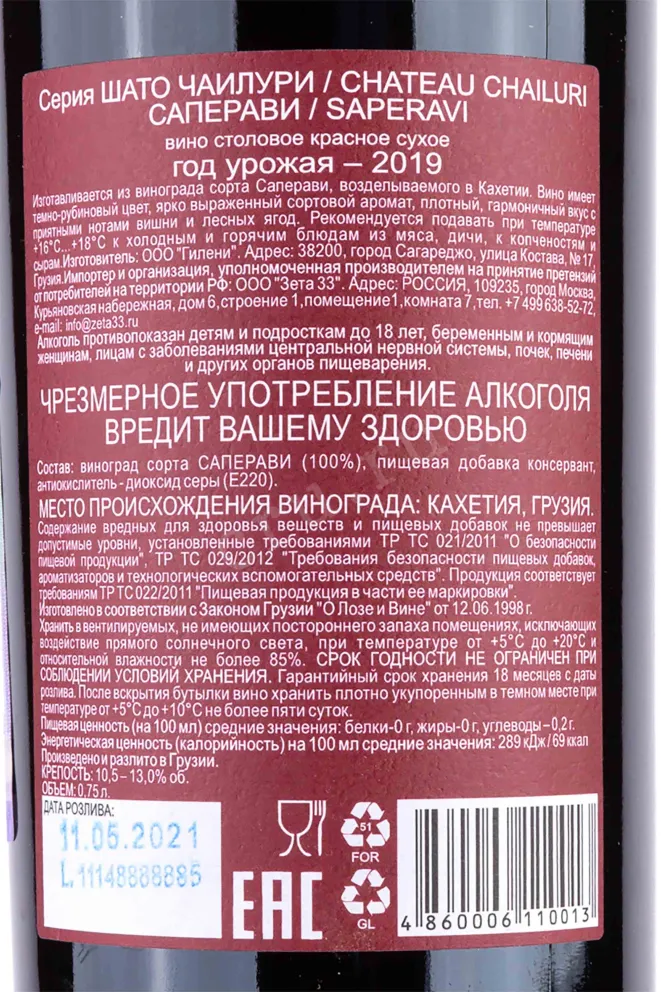 Серия ШАТО ЧАИЛУРИ / CHATEAU CHAILURI
САПЕРАВИ / SAPERAVI
вино столовое красное сухое
год урожая – 2019
Изготавливается из винограда сорта Саперави, возделываемого в Кахетии. Вино имеет
темно-рубиновый цвет, ярко выраженный сортовой аромат, плотный, гармоничный вкус с
приятными нотами вишни и лесных ягод. Рекомендуется подавать при температуре
+16°С...+18°С к холодным и горячим блюдам из мяса, дичи, к копченостям и
сырам.Изготовитель: ООО "Гилени". Адрес: 38200, город Сагареджо, улица Костава, №17,
Грузия.Импортер и организация, уполномоченная производителем на принятие претензий
от потребителей на территории РФ: ООО "Зета 33". Адрес: РОССИЯ, 109235, город Москва,
Курьяновская набережная, дом 6, строение 1, помещение1, комната 7, тел. +7 499 638-52-72,
e-mail: info@zeta33.ru
Алкоголь противопоказан детям и подросткам до 18 лет, беременным и кормящим
женщинам, лицам с заболеваниями центральной нервной системы, почек, печени
и других органов пищеварения.
ЧРЕЗМЕРНОЕ УПОТРЕБЛЕНИЕ АЛКОГОЛЯ
ВРЕДИТ ВАШЕМУ ЗДОРОВЬЮ
Состав: виноград сорта САПЕРАВИ (100%), пищевая добавка консервант,
антиокислитель - диоксид серы (Е220).
МЕСТО ПРОИСХОЖДЕНИЯ ВИНОГРАДА: КАХЕТИЯ, ГРУЗИЯ.
Содержание вредных для здоровья веществ и пищевых добавок не превышает
допустимые уровни, установленные требованиями ТР ТС 021/2011 "О безопасности
пищевой продукции", ТР ТС 029/2012 "Требования безопасности пищевых добавок,
ароматизаторов и технологических вспомогательных средств". Продукция соответствует
требованиям ТР ТС 022/2011 "Пищевая продукция в части ее маркировки".
Изготовлено в соответствии с Законом Грузии "О Лозе и Вине" от 12.06.1998 г.
Хранить в вентилируемых, не имеющих постороннего запаха помещениях, исключающих
воздействие прямого солнечного света, при температуре от +5°С до +20°С и
относительной влажности не более 85%. СРОК ГОДНОСТИ НЕ ОГРАНИЧЕН ПРИ
СОБЛЮДЕНИИ УСЛОВИЙ ХРАНЕНИЯ. Гарантийный срок хранения 18 месяцев с даты
розлива. После вскрытия бутылки вино хранить плотно укупоренным в темном месте при
температуре от +5°С до +10°С не более пяти суток.
Пищевая ценность (на 100 мл) средние значения: белки-0 г, жиры-0 г, углеводы – 0,2 г.
Энергетическая ценность (калорийность) на 100 мл средние значения: 289 кДж / 69 ккал
Произведено и разлито в Грузии.
КРЕПОСТЬ: 10,5 – 13,0% об.
ОБЪЕМ: 0.75 л.
ДАТА РОЗЛИВА:
11.05.2021
L.11148888885
EAC
51
FOR
GL
4 860006 110013